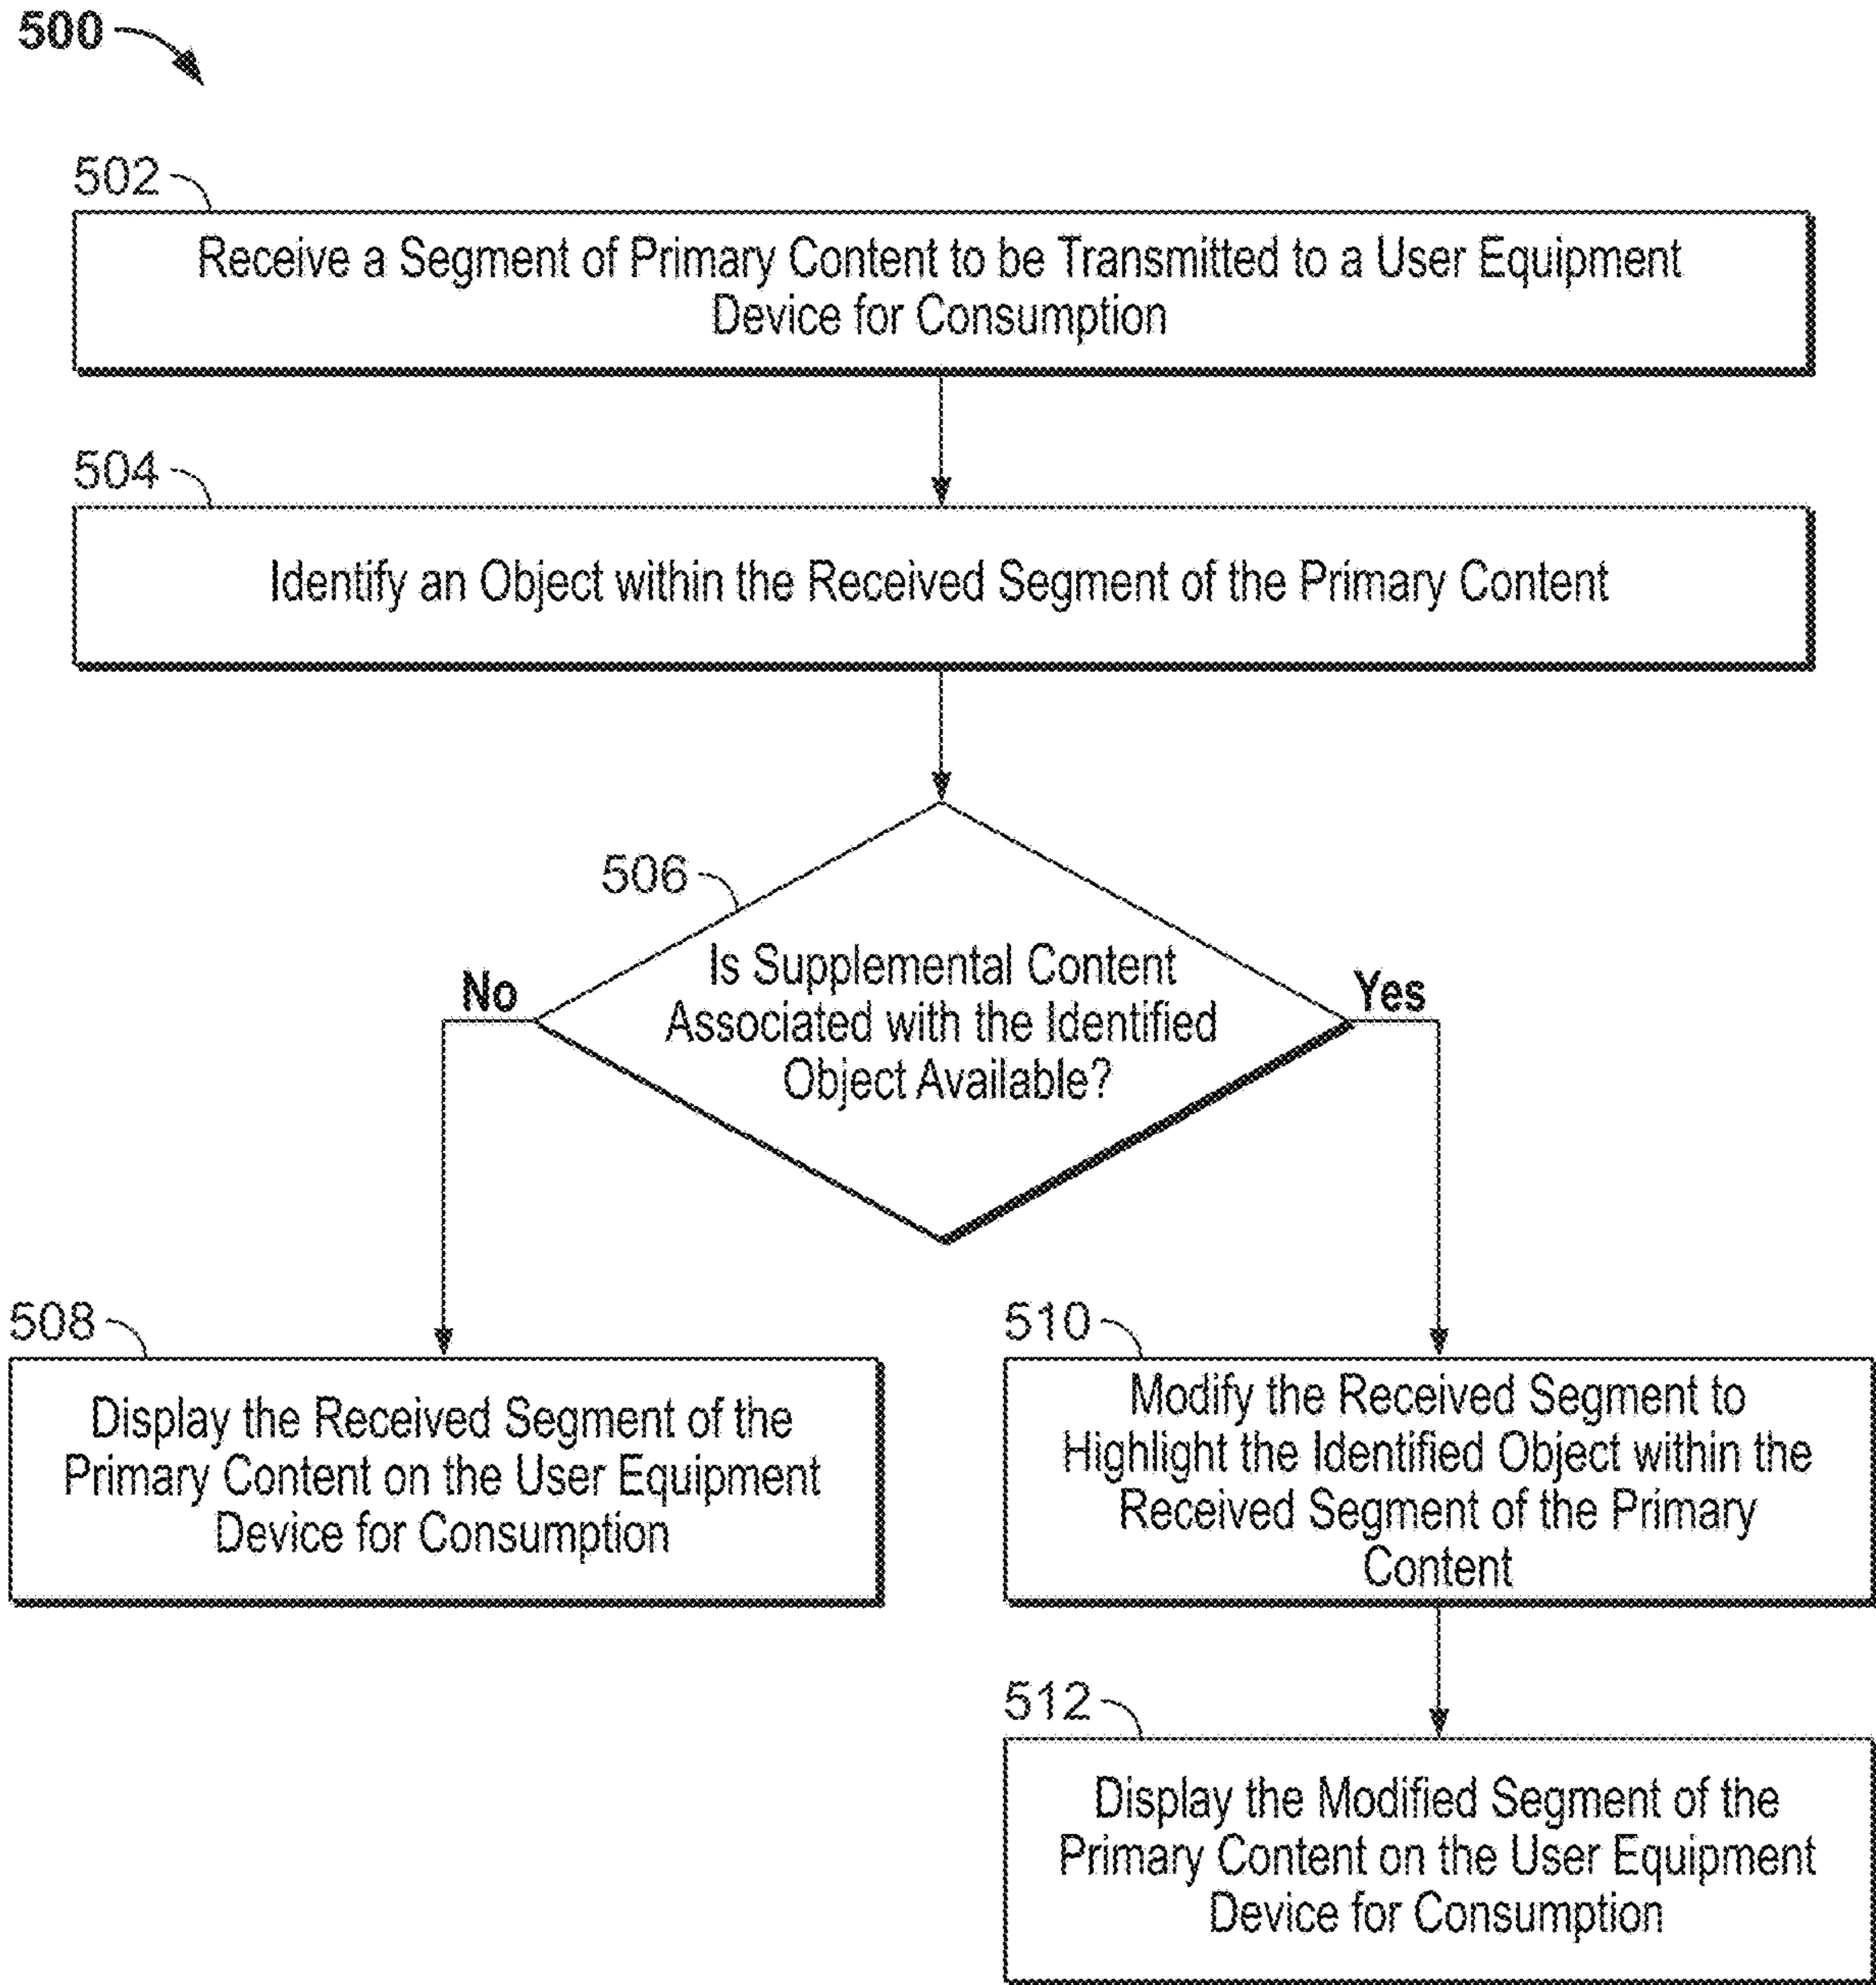 500
502
Receive a Segment of Primary Content to be Transmitted to a User Equipment
Device for Consumption
504
Identify an Object within the Received Segment of the Primary Content
506
Is Supplemental Content
Associated with the Identified
Object Available?
No
Yes
508
Display the Received Segment of the
Primary Content on the User Equipment
Device for Consumption
510
Modify the Received Segment to
Highlight the Identified Object within the
Received Segment of the Primary
Content
512
Display the Modified Segment of the
Primary Content on the User Equipment
Device for Consumption